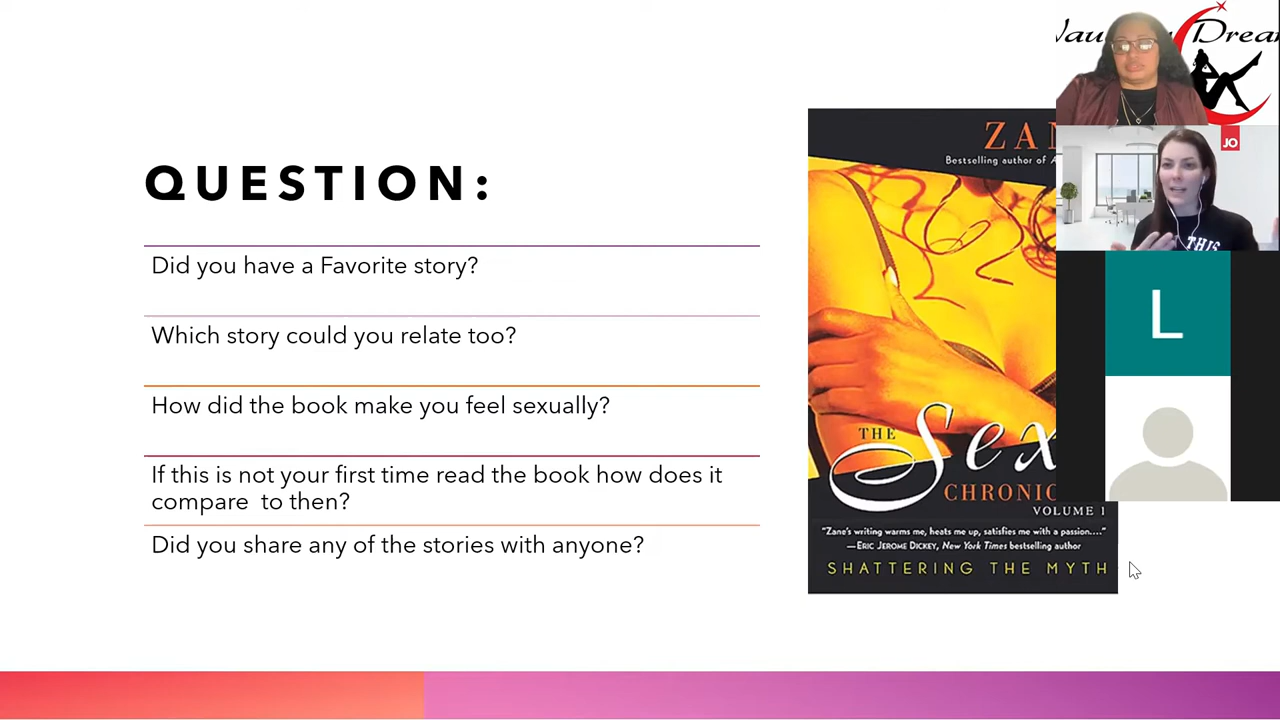 QUESTION:
Did you have a Favorite story?
Which story could you relate too?
How did the book make you feel sexually?
If this is not your first time read the book how does it
compare  to then?
Did you share any of the stories with anyone?
ZAN
Bestselling author of A
THE
Sex
CHRONIC
VOLUME 1
“Zane's writing warms me, heats me up, satisfies me with a passion....”
—ERIC JEROME DICKEY, New York Times bestselling author
SHATTERING THE MYTH
Drea
JO
THIS
L